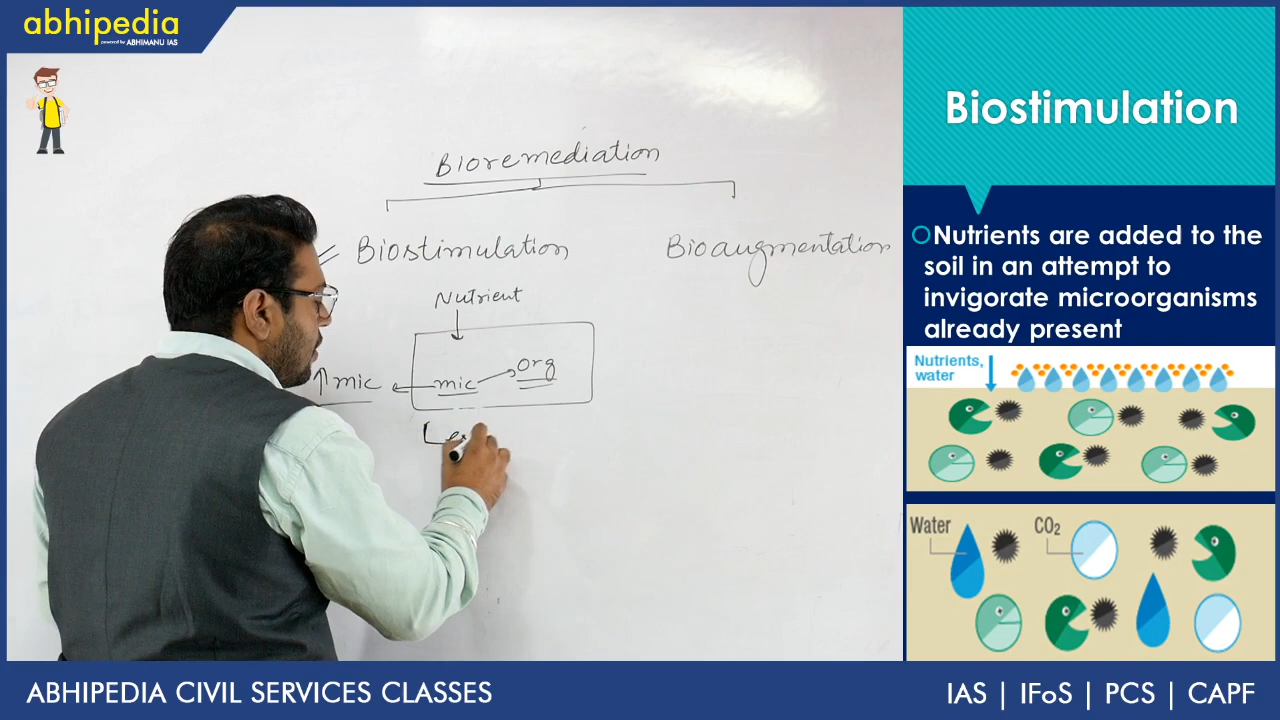 abhipedia
powered by ABHIMANU IAS
Bioremediation
Biostimulation
Bioaugmentation
Nutrient
↑ mic
mic
org
Biostimulation
Nutrients are added to the
soil in an attempt to
invigorate microorganisms
already present
Nutrients,
water
Water
CO₂
ABHIPEDIA CIVIL SERVICES CLASSES
IAS | IFoS | PCS | CAPF